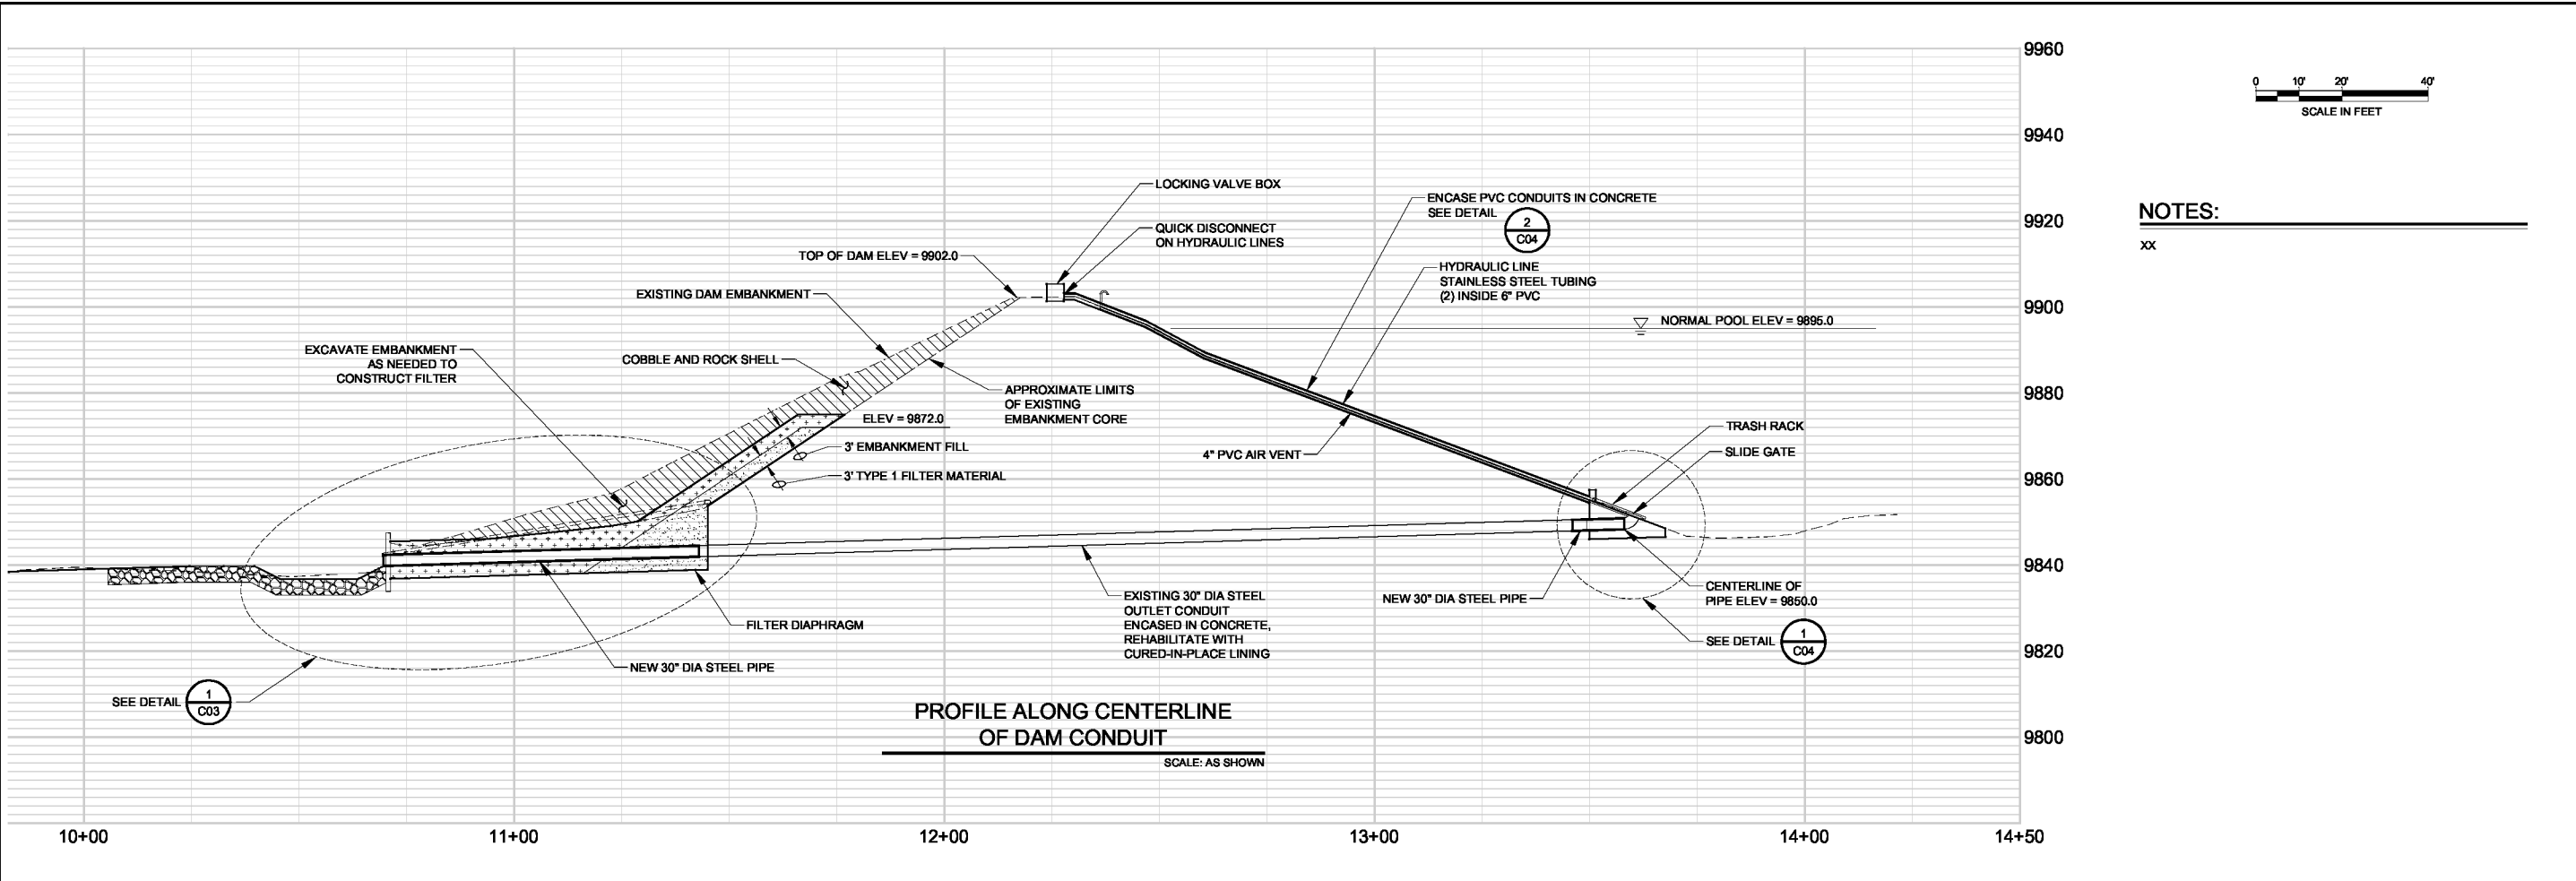 9960
9940
9920
9900
9880
9860
9840
9820
9800
0 10' 20' 40'
SCALE IN FEET
NOTES:
xx
LOCKING VALVE BOX
QUICK DISCONNECT
ON HYDRAULIC LINES
TOP OF DAM ELEV = 9902.0
EXISTING DAM EMBANKMENT
EXCAVATE EMBANKMENT
AS NEEDED TO
CONSTRUCT FILTER
COBBLE AND ROCK SHELL
APPROXIMATE LIMITS
OF EXISTING
EMBANKMENT CORE
ELEV = 9872.0
3' EMBANKMENT FILL
3' TYPE 1 FILTER MATERIAL
ENCASE PVC CONDUITS IN CONCRETE
SEE DETAIL
2
C04
HYDRAULIC LINE
STAINLESS STEEL TUBING
(2) INSIDE 6" PVC
NORMAL POOL ELEV = 9895.0
4" PVC AIR VENT
TRASH RACK
SLIDE GATE
CENTERLINE OF
PIPE ELEV = 9850.0
NEW 30" DIA STEEL PIPE
SEE DETAIL
1
C04
EXISTING 30" DIA STEEL
OUTLET CONDUIT
ENCASED IN CONCRETE,
REHABILITATE WITH
CURED-IN-PLACE LINING
FILTER DIAPHRAGM
NEW 30" DIA STEEL PIPE
SEE DETAIL
1
C03
PROFILE ALONG CENTERLINE
OF DAM CONDUIT
SCALE: AS SHOWN
10+00 11+00 12+00 13+00 14+00 14+50